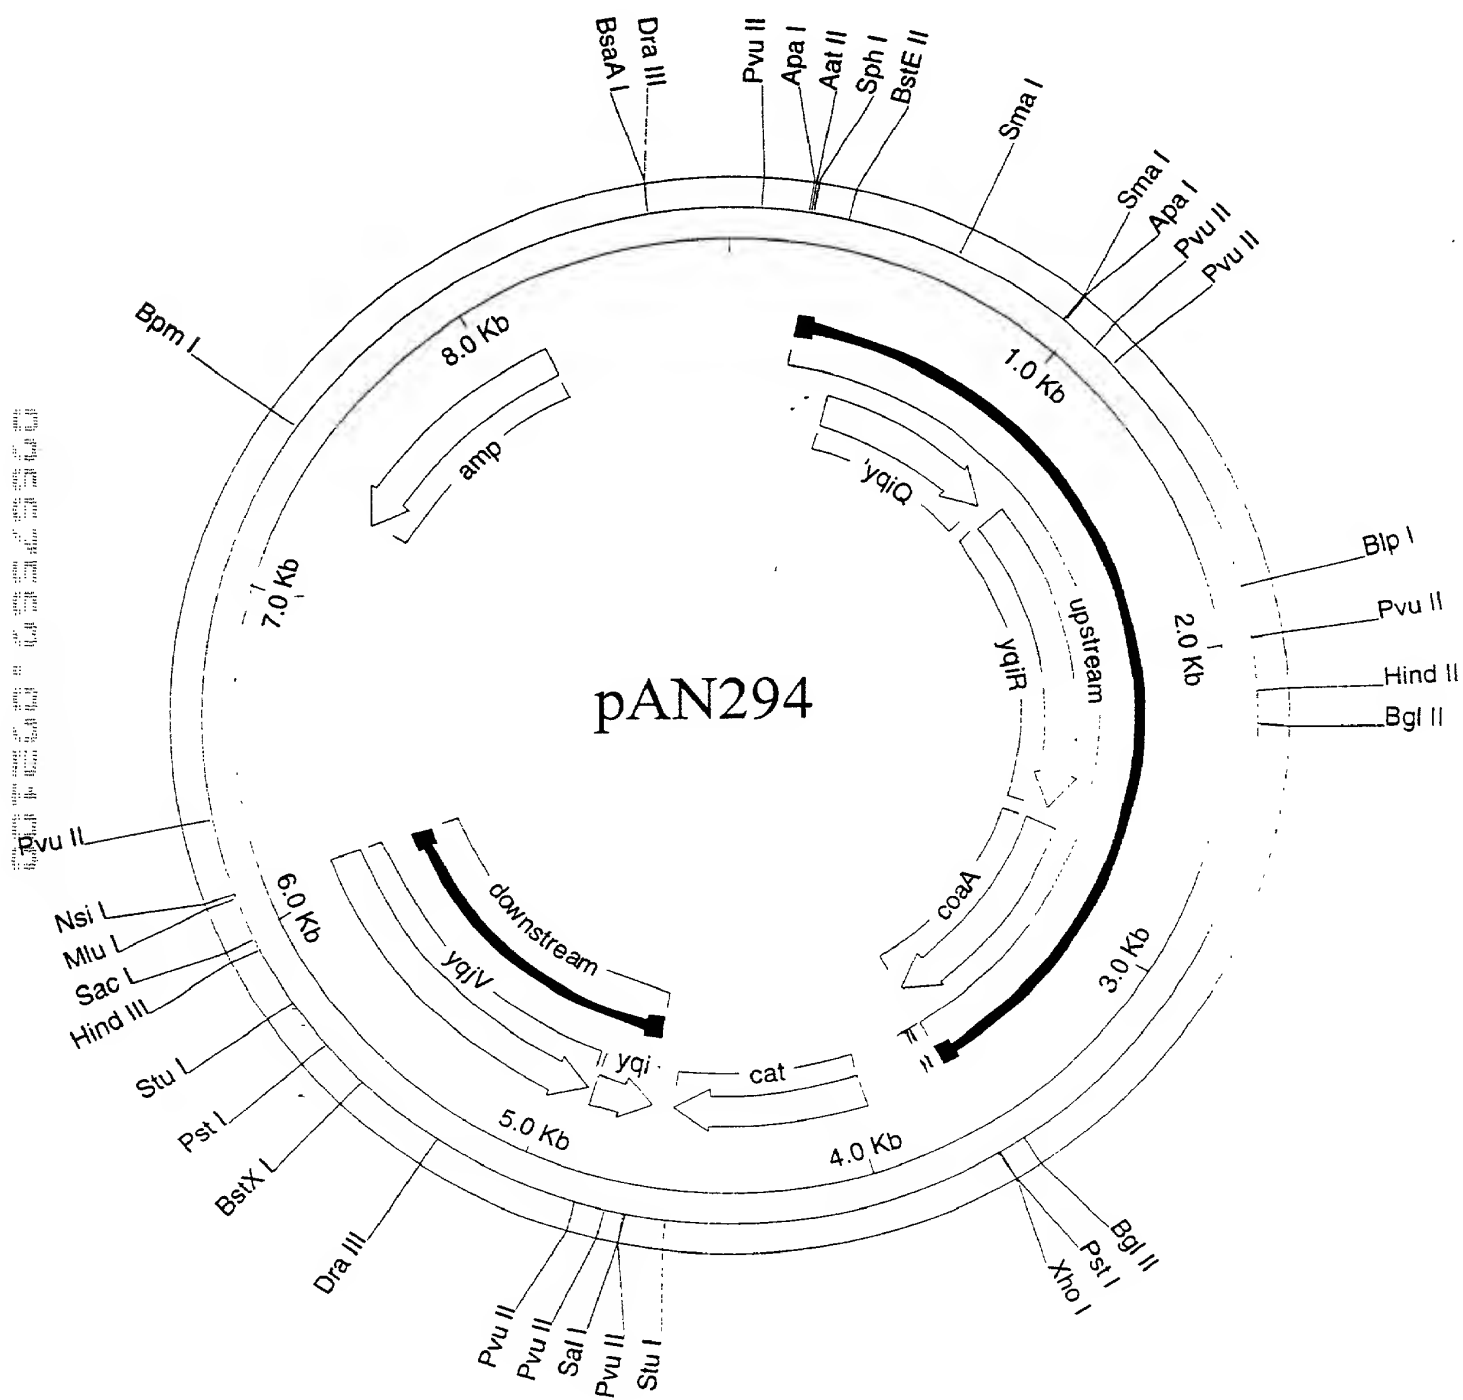 BsaA I
Dra III
Pvu II
Apa I
Aat II
Sph I
BstE II
Sma I
Sma I
Apa I
Pvu II
Pvu II
Blp I
Pvu II
Hind II
Bgl II
Bgl II
Pst I
Xho I
Stu I
Pvu II
Sal I
Pvu II
Pvu II
Dra III
BstX I
Pst I
Stu I
Hind III
Sac I
Mlu I
Nsi I
Pvu II
Bpm I
8.0 Kb
1.0 Kb
2.0 Kb
3.0 Kb
4.0 Kb
5.0 Kb
6.0 Kb
7.0 Kb
amp
'yqiQ
yqiR
upstream
coaA
cat
yqi
yqjV
downstream
pAN294